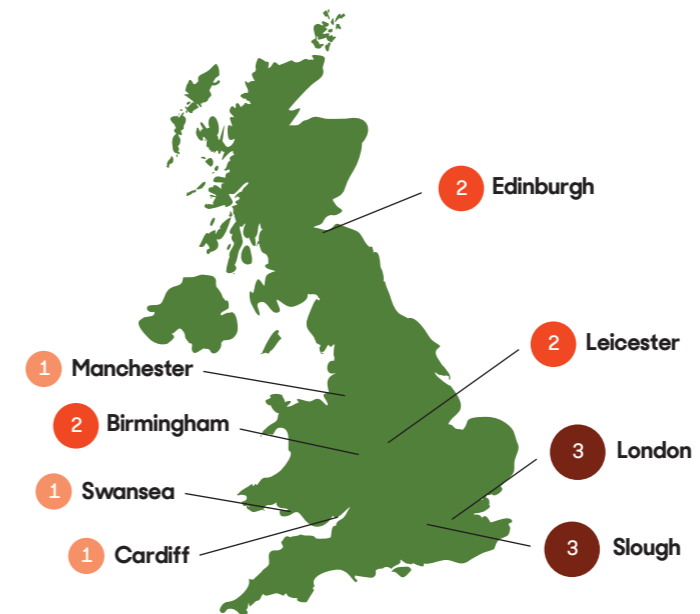 2 Edinburgh
2 Leicester
1 Manchester
2 Birmingham
3 London
1 Swansea
3 Slough
1 Cardiff